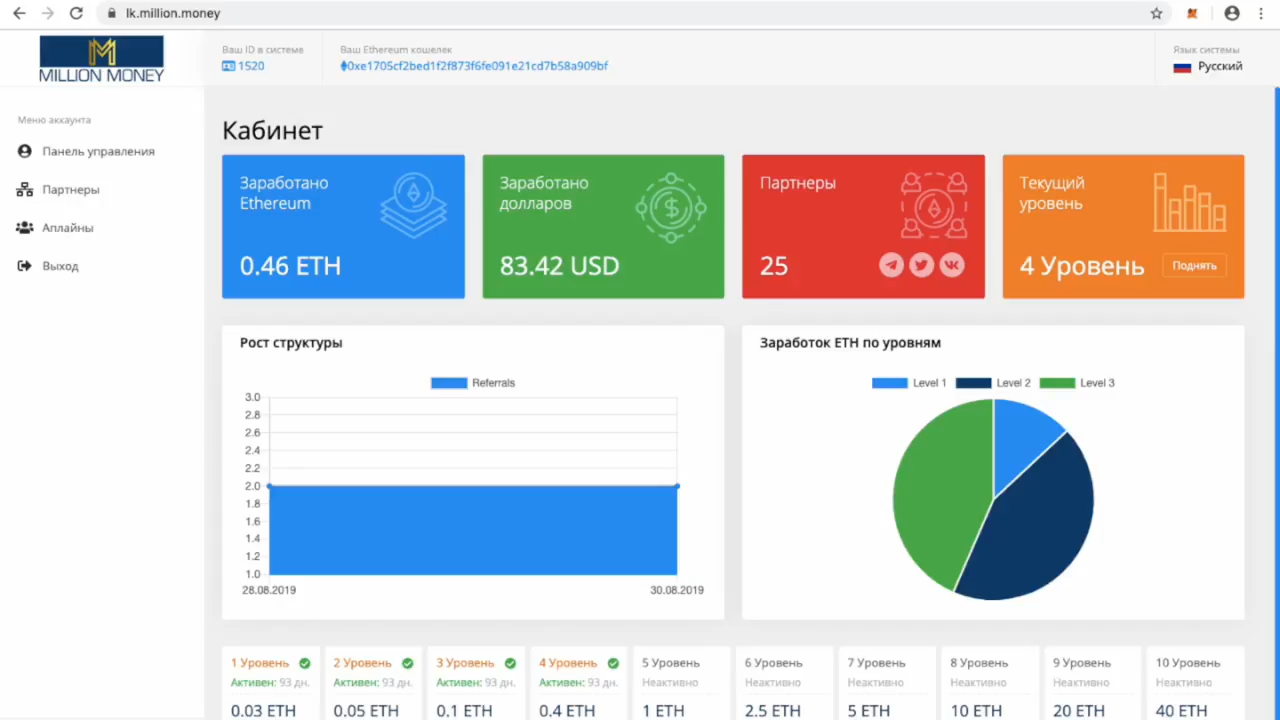 lk.million.money
MILLION MONEY
Ваш ID в системе
1520
Ваш Ethereum кошелек
0xe1705cf2bed1f2f873f6fe091e21cd7b58a909bf
Язык системы
Русский
Меню аккаунта
Панель управления
Партнеры
Аплайны
Выход
Кабинет
Заработано
Ethereum
0.46 ETH
Заработано
долларов
83.42 USD
Партнеры
25
Текущий
уровень
4 Уровень
Поднять
Рост структуры
Referrals
3.0
2.8
2.6
2.4
2.2
2.0
1.8
1.6
1.4
1.2
1.0
28.08.2019 30.08.2019
Заработок ETH по уровням
Level 1 Level 2 Level 3
1 Уровень
Активен: 93 дн.
0.03 ETH
2 Уровень
Активен: 93 дн.
0.05 ETH
3 Уровень
Активен: 93 дн.
0.1 ETH
4 Уровень
Активен: 93 дн.
0.4 ETH
5 Уровень
Неактивно
1 ETH
6 Уровень
Неактивно
2.5 ETH
7 Уровень
Неактивно
5 ETH
8 Уровень
Неактивно
10 ETH
9 Уровень
Неактивно
20 ETH
10 Уровень
Неактивно
40 ETH